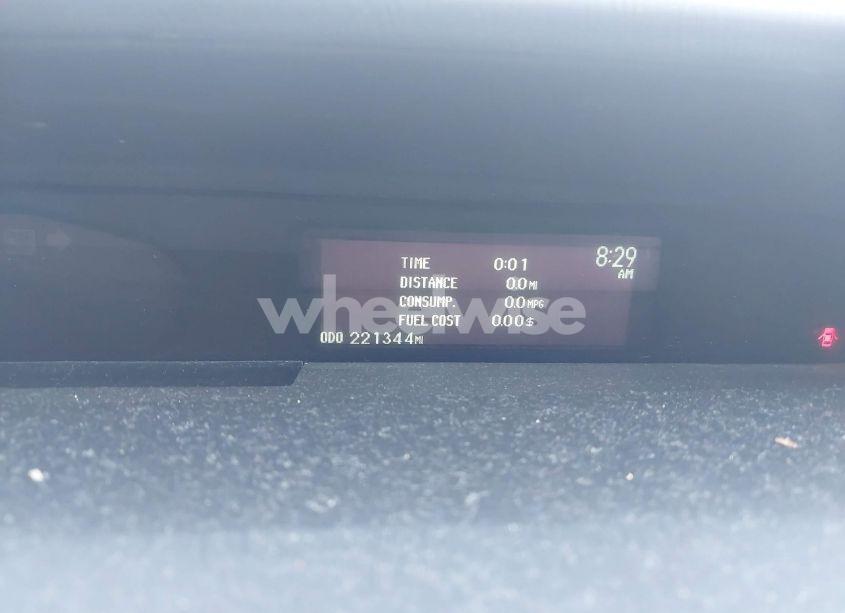 8:29
AM
TIME 0:01
DISTANCE 0.0 MI
CONSUMP. 0.0 MPG
FUEL COST 0.00 $
ODO 221344 MI
wheelwise